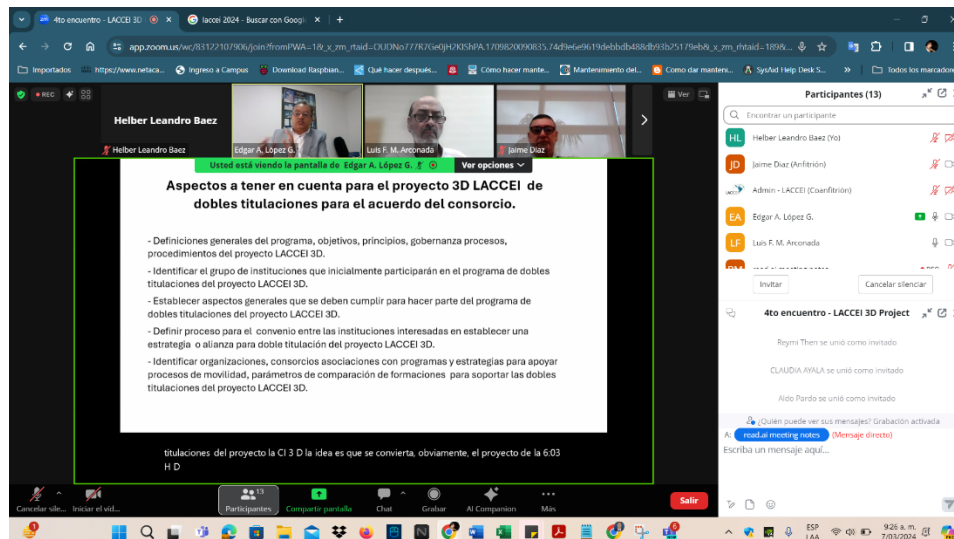 4to encuentro - LACCEI 3D
laccei 2024 - Buscar con Googl
app.zoom.us/wc/83122107906/join?fromPWA=1&_x_zm_rtaid=
Importados
https://www.netaca...
Ingreso a Campus
Download Raspbian...
Qué hacer después...
Cómo hacer mante...
Mantenimiento del...
Como dar manteni...
SysAid Help Desk S...
Todos los marcadores
REC
Ver
Helber Leandro Baez
Helber Leandro Baez
Edgar A. López G.
Luis F. M. Arconada
Jaime Diaz
Usted está viendo la pantalla de Edgar A. López G.
Ver opciones
Aspectos a tener en cuenta para el proyecto 3D LACCEI de
dobles titulaciones para el acuerdo del consorcio.
- Definiciones generales del programa, objetivos, principios, gobernanza procesos,
procedimientos del proyecto LACCEI 3D.
- Identificar el grupo de instituciones que inicialmente participarán en el programa de dobles
titulaciones del proyecto LACCEI 3D.
- Establecer aspectos generales que se deben cumplir para hacer parte del programa de
dobles titulaciones del proyecto LACCEI 3D.
- Definir proceso para el convenio entre las instituciones interesadas en establecer una
estrategia o alianza para doble titulación del proyecto LACCEI 3D.
- Identificar organizaciones, consorcios asociaciones con programas y estrategias para apoyar
procesos de movilidad, parámetros de comparación de formaciones para soportar las dobles
titulaciones del proyecto LACCEI 3D.
titulaciones del proyecto la CI 3 D la idea es que se convierta, obviamente, el proyecto de la 6:03
H D
Participantes (13)
Encontrar un participante
HL Helber Leandro Baez (Yo)
JD Jaime Diaz (Anfitrión)
Admin - LACCEI (Coanfitrión)
EA Edgar A. López G.
LF Luis F. M. Arconada
read.ai meeting notes
REC
Invitar
Cancelar silenciar
4to encuentro - LACCEI 3D Project
Reymi Then se unió como invitado
CLAUDIA AYALA se unió como invitado
Aldo Pardo se unió como invitado
¿Quién puede ver sus mensajes? Grabación activada
A: read.ai meeting notes (Mensaje directo)
Escriba un mensaje aquí...
Cancelar sile...
Iniciar el vid...
13
Participantes
Compartir pantalla
Chat
Grabar
AI Companion
Más
Salir
ESP
LAA
9:26 a. m.
7/03/2024